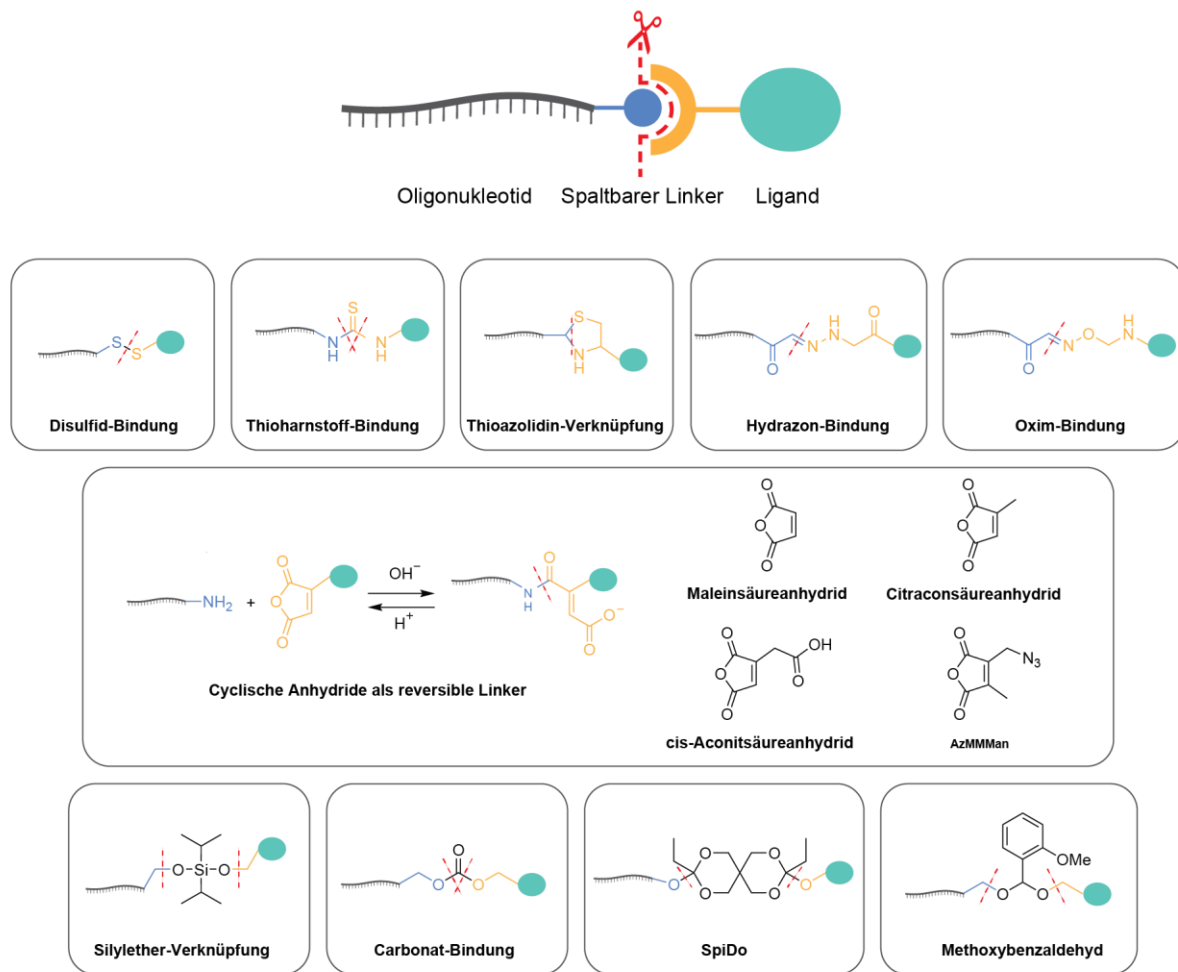 Oligonukleotid Spaltbarer Linker Ligand
S
S
S
N
H
N
H
S
N
H
O
N
H
N
O
O
N
O
H
N
Disulfid-Bindung
Thioharnstoff-Bindung
Thioazolidin-Verknüpfung
Hydrazon-Bindung
Oxim-Bindung
NH2
+
O
O
O
OH−
H+
N
H
O
O
O−
Cyclische Anhydride als reversible Linker
O
O
O
Maleinsäureanhydrid
O
O
O
Citraconsäureanhydrid
O
O
O
O
OH
cis-Aconitsäureanhydrid
O
O
O
N3
AzMMMan
O
Si
O
Silylether-Verknüpfung
O
O
O
Carbonat-Bindung
O
O
O
O
O
O
SpiDo
OMe
O
O
Methoxybenzaldehyd